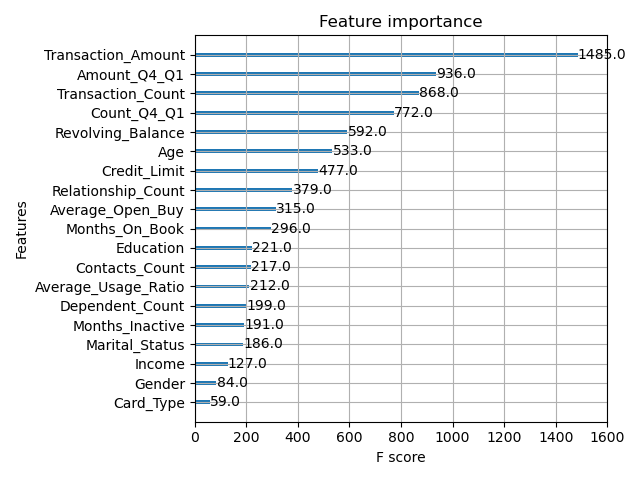 Feature importance
Features
Transaction_Amount 1485.0
Amount_Q4_Q1 936.0
Transaction_Count 868.0
Count_Q4_Q1 772.0
Revolving_Balance 592.0
Age 533.0
Credit_Limit 477.0
Relationship_Count 379.0
Average_Open_Buy 315.0
Months_On_Book 296.0
Education 221.0
Contacts_Count 217.0
Average_Usage_Ratio 212.0
Dependent_Count 199.0
Months_Inactive 191.0
Marital_Status 186.0
Income 127.0
Gender 84.0
Card_Type 59.0
0 200 400 600 800 1000 1200 1400 1600
F score